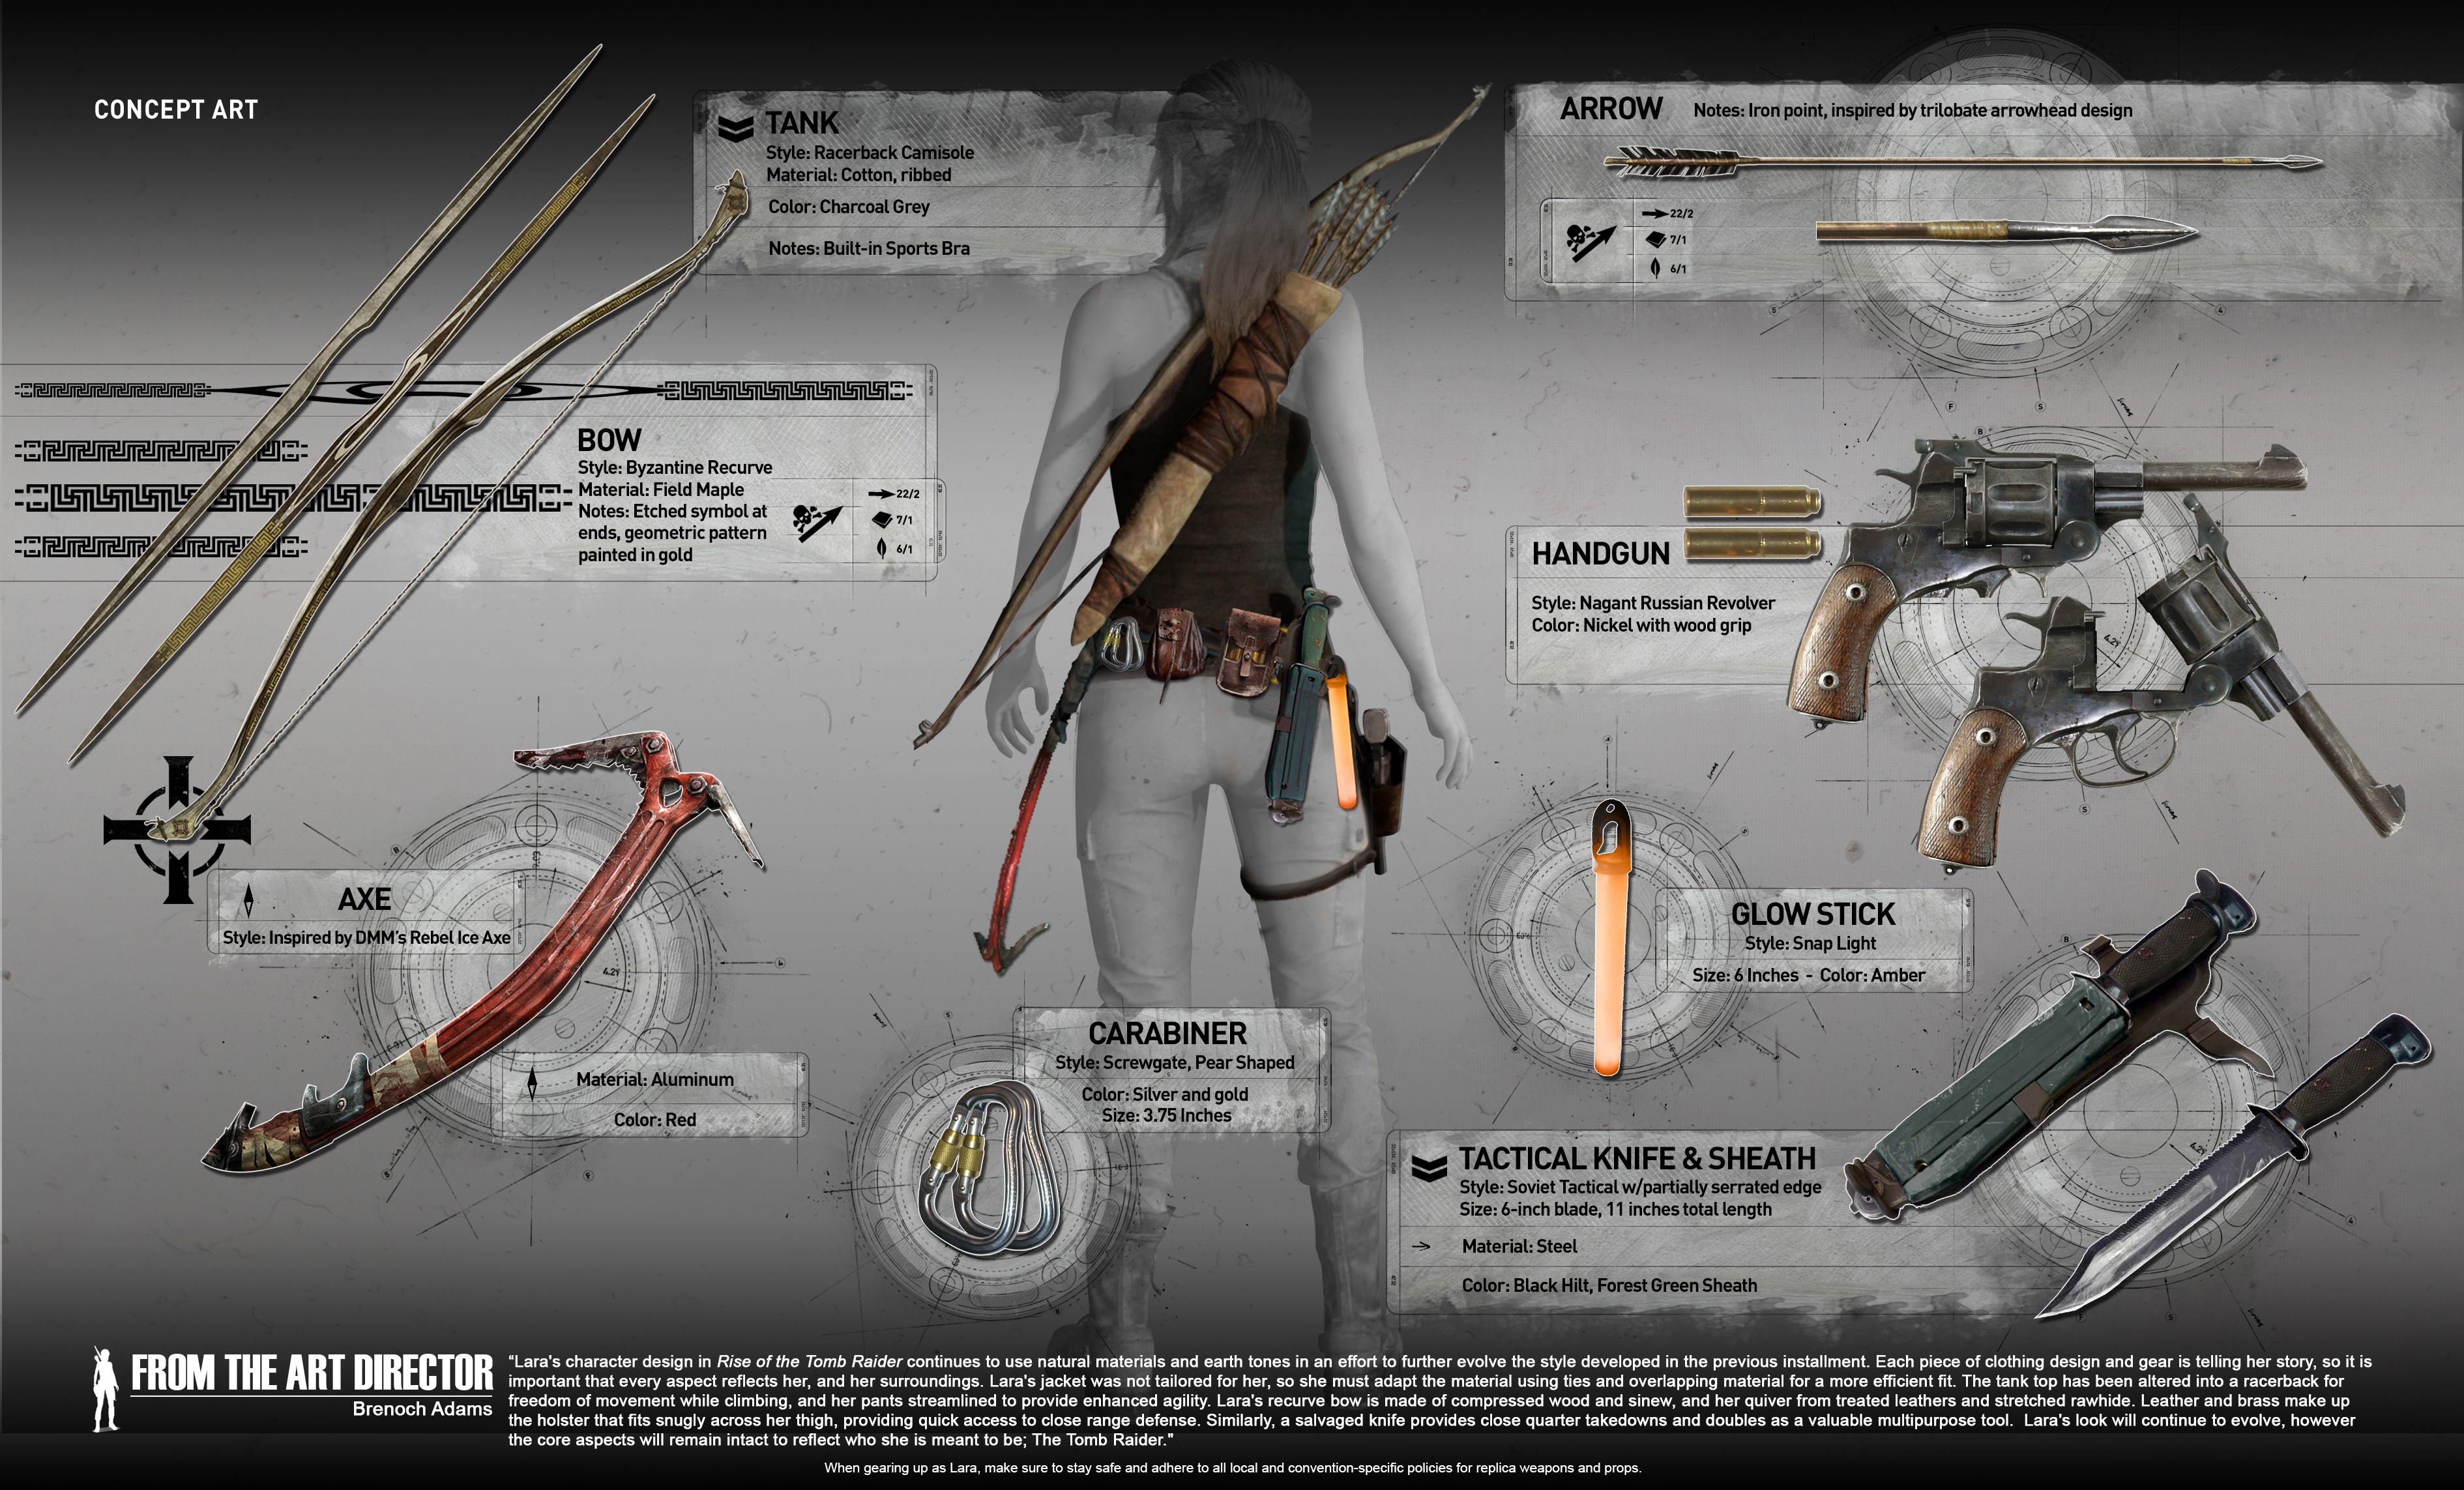 CONCEPT ART
TANK
Style: Racerback Camisole
Material: Cotton, ribbed
Color: Charcoal Grey
Notes: Built-in Sports Bra
ARROW
Notes: Iron point, inspired by trilobate arrowhead design
22/2
7/1
6/1
BOW
Style: Byzantine Recurve
Material: Field Maple
Notes: Etched symbol at
ends, geometric pattern
painted in gold
22/2
7/1
6/1
HANDGUN
Style: Nagant Russian Revolver
Color: Nickel with wood grip
AXE
Style: Inspired by DMM's Rebel Ice Axe
Material: Aluminum
Color: Red
GLOW STICK
Style: Snap Light
Size: 6 Inches - Color: Amber
CARABINER
Style: Screwgate, Pear Shaped
Color: Silver and gold
Size: 3.75 Inches
TACTICAL KNIFE & SHEATH
Style: Soviet Tactical w/partially serrated edge
Size: 6-inch blade, 11 inches total length
Material: Steel
Color: Black Hilt, Forest Green Sheath
FROM THE ART DIRECTOR
Brenoch Adams
"Lara's character design in Rise of the Tomb Raider continues to use natural materials and earth tones in an effort to further evolve the style developed in the previous installment. Each piece of clothing design and gear is telling her story, so it is
important that every aspect reflects her, and her surroundings. Lara's jacket was not tailored for her, so she must adapt the material using ties and overlapping material for a more efficient fit. The tank top has been altered into a racerback for
freedom of movement while climbing, and her pants streamlined to provide enhanced agility. Lara's recurve bow is made of compressed wood and sinew, and her quiver from treated leathers and stretched rawhide. Leather and brass make up
the holster that fits snugly across her thigh, providing quick access to close range defense. Similarly, a salvaged knife provides close quarter takedowns and doubles as a valuable multipurpose tool.  Lara's look will continue to evolve, however
the core aspects will remain intact to reflect who she is meant to be; The Tomb Raider."
When gearing up as Lara, make sure to stay safe and adhere to all local and convention-specific policies for replica weapons and props.